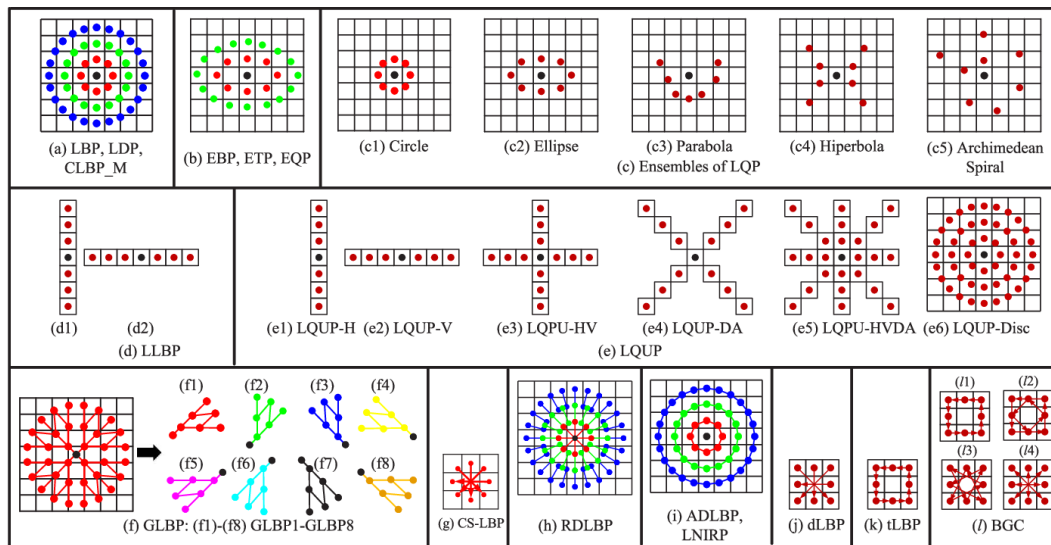 (a) LBP, LDP,
CLBP_M
(b) EBP, ETP, EQP
(c1) Circle
(c2) Ellipse
(c3) Parabola
(c4) Hiperbola
(c5) Archimedean
Spiral
(c) Ensembles of LQP
(d1)
(d2)
(d) LLBP
(e1) LQUP-H
(e2) LQUP-V
(e3) LQPU-HV
(e4) LQUP-DA
(e5) LQPU-HVDA
(e6) LQUP-Disc
(e) LQUP
(f1)
(f2)
(f3)
(f4)
(f5)
(f6)
(f7)
(f8)
(f) GLBP: (f1)-(f8) GLBP1-GLBP8
(g) CS-LBP
(h) RDLBP
(i) ADLBP,
LNIRP
(j) dLBP
(k) tLBP
(l1)
(l2)
(l3)
(l4)
(l) BGC